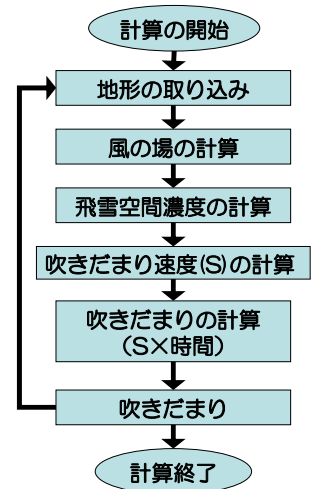 計算の開始
地形の取り込み
風の場の計算
飛雪空間濃度の計算
吹きだまり速度(S)の計算
吹きだまりの計算
（S×時間）
吹きだまり
計算終了